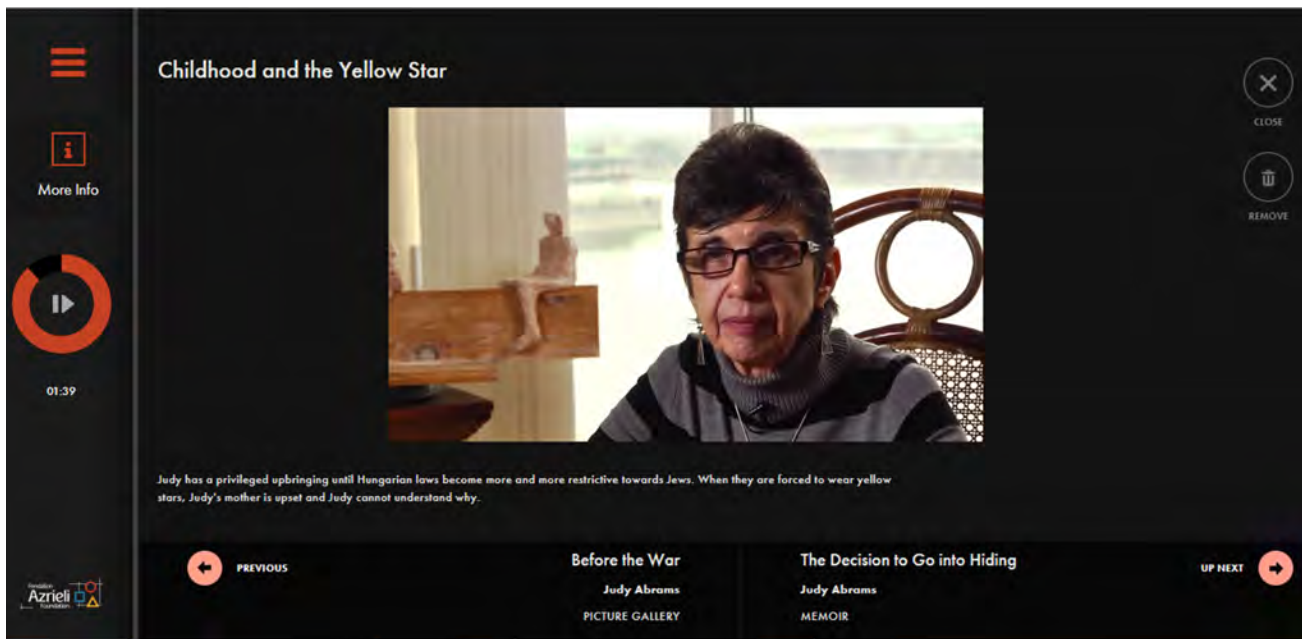 Childhood and the Yellow Star
CLOSE
REMOVE
i
More Info
01:39
Judy has a privileged upbringing until Hungarian laws become more and more restrictive towards Jews. When they are forced to wear yellow
stars, Judy's mother is upset and Judy cannot understand why.
PREVIOUS
Before the War
Judy Abrams
PICTURE GALLERY
The Decision to Go into Hiding
Judy Abrams
MEMOIR
UP NEXT
Fondation
Azrieli
Foundation